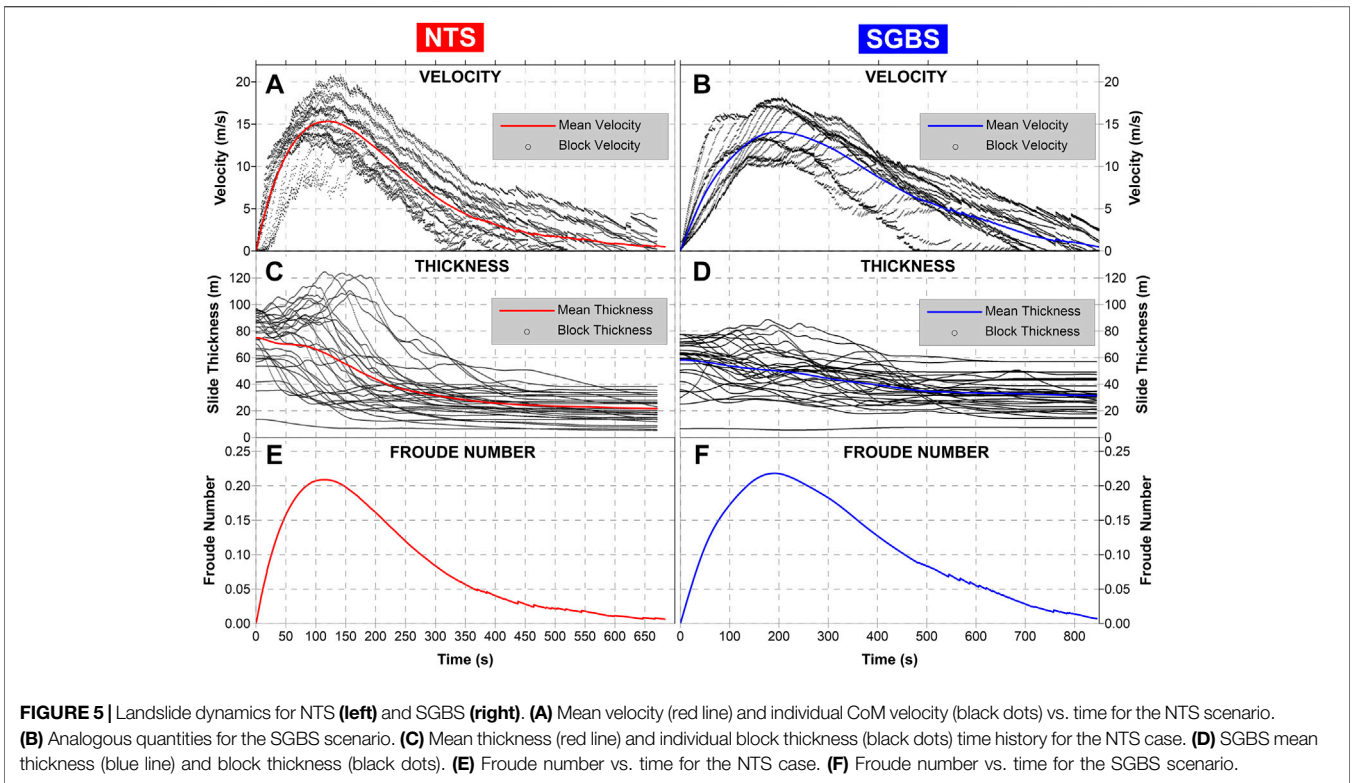 NTS
SGBS
A
VELOCITY
Velocity (m/s)
20
15
10
5
0
Mean Velocity
Block Velocity
B
VELOCITY
Velocity (m/s)
20
15
10
5
0
Mean Velocity
Block Velocity
C
THICKNESS
Slide Thickness (m)
120
100
80
60
40
20
0
Mean Thickness
Block Thickness
D
THICKNESS
Slide Thickness (m)
120
100
80
60
40
20
0
Mean Thickness
Block Thickness
E
FROUDE NUMBER
Froude Number
0.25
0.20
0.15
0.10
0.05
0.00
0 50 100 150 200 250 300 350 400 450 500 550 600 650
Time (s)
F
FROUDE NUMBER
Froude Number
0.25
0.20
0.15
0.10
0.05
0.00
0 100 200 300 400 500 600 700 800
Time (s)
FIGURE 5 | Landslide dynamics for NTS (left) and SGBS (right). (A) Mean velocity (red line) and individual CoM velocity (black dots) vs. time for the NTS scenario.
(B) Analogous quantities for the SGBS scenario. (C) Mean thickness (red line) and individual block thickness (black dots) time history for the NTS case. (D) SGBS mean
thickness (blue line) and block thickness (black dots). (E) Froude number vs. time for the NTS case. (F) Froude number vs. time for the SGBS scenario.